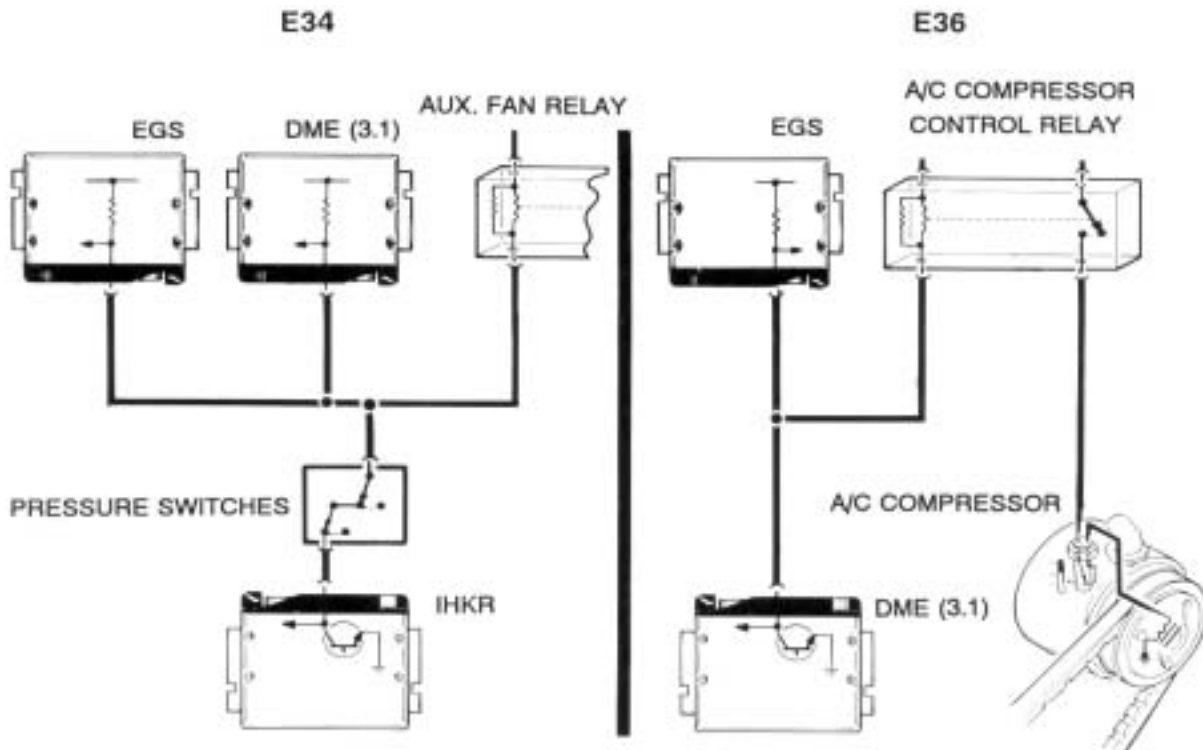 E34
E36
AUX. FAN RELAY
EGS
DME (3.1)
A/C COMPRESSOR
CONTROL RELAY
EGS
PRESSURE SWITCHES
IHKR
A/C COMPRESSOR
DME (3.1)